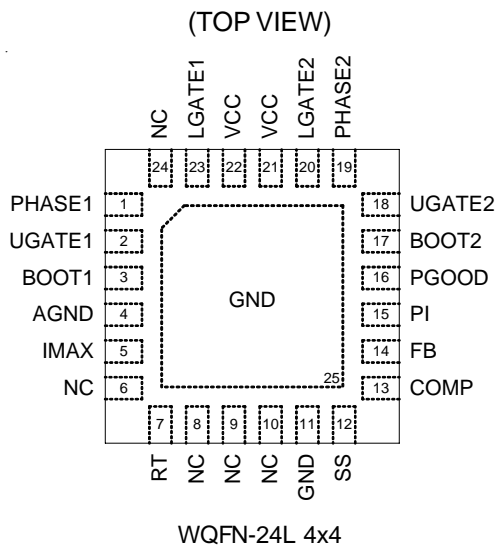 (TOP VIEW)
NC
LGATE1
VCC
VCC
LGATE2
PHASE2
24
23
22
21
20
19
PHASE1 1
UGATE1 2
BOOT1 3
AGND 4
IMAX 5
NC 6
18 UGATE2
17 BOOT2
16 PGOOD
15 PI
14 FB
13 COMP
GND
25
7
8
9
10
11
12
RT
NC
NC
NC
GND
SS
WQFN-24L 4x4